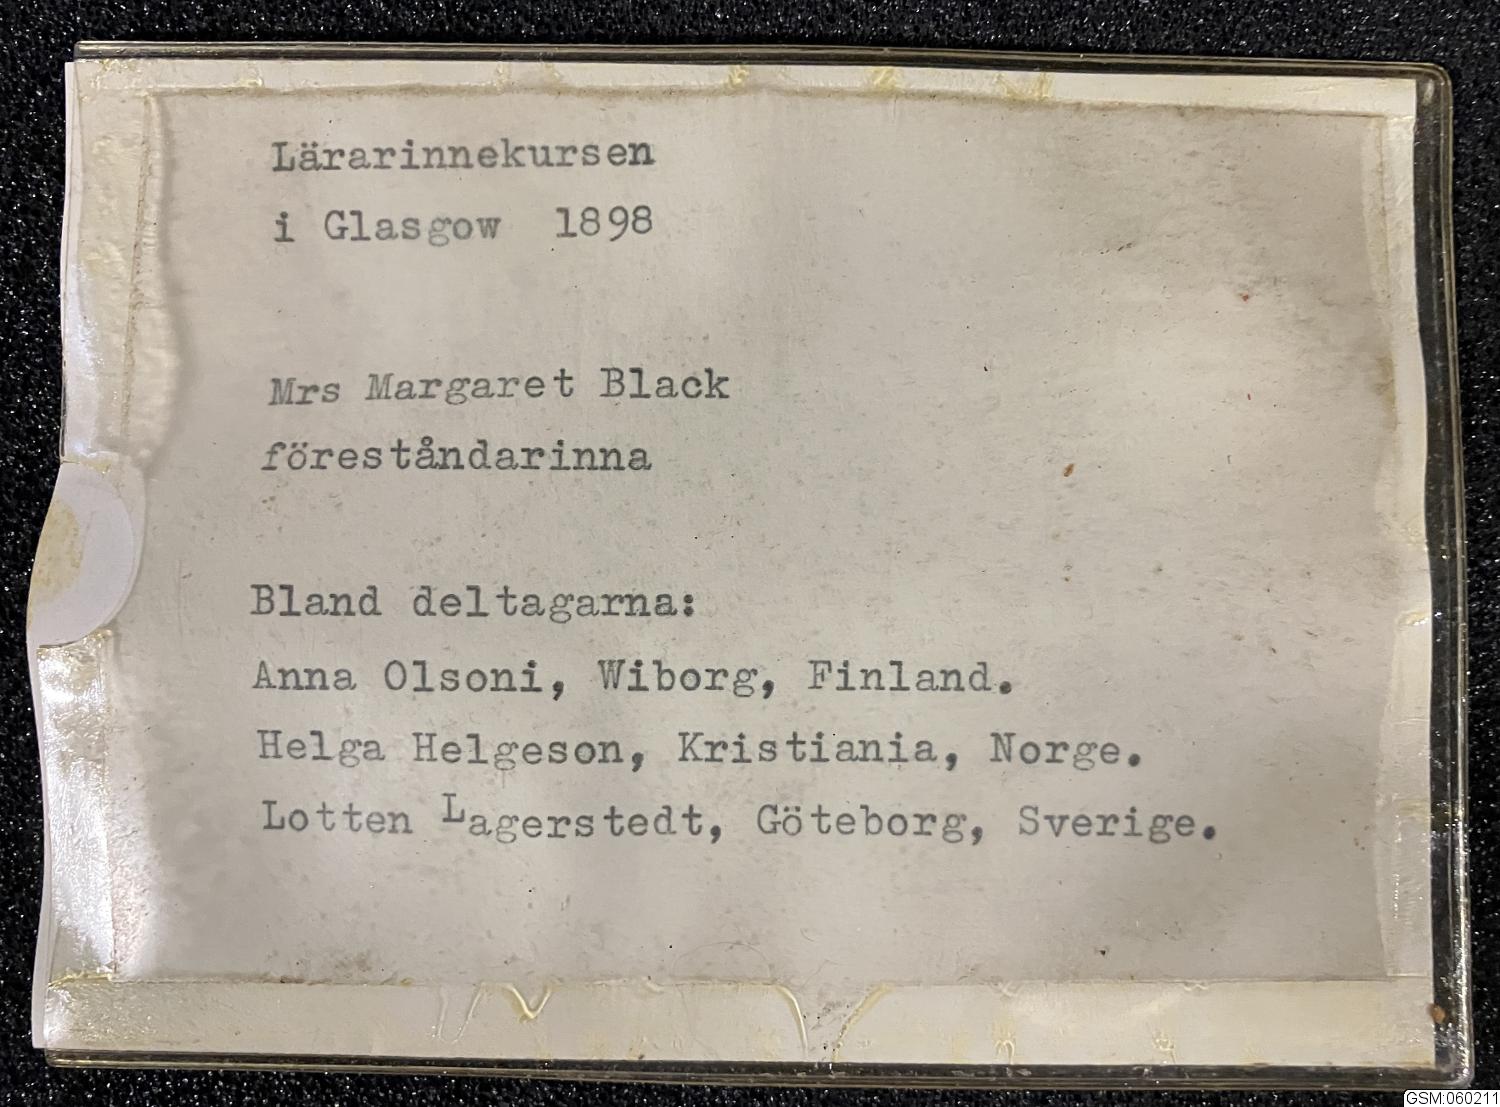 Lärarinnekursen
i Glasgow 1898
Mrs Margaret Black
föreståndarinna
Bland deltagarna:
Anna Olsoni, Wiborg, Finland.
Helga Helgeson, Kristiania, Norge.
Lotten Lagerstedt, Göteborg, Sverige.
GSM:060211